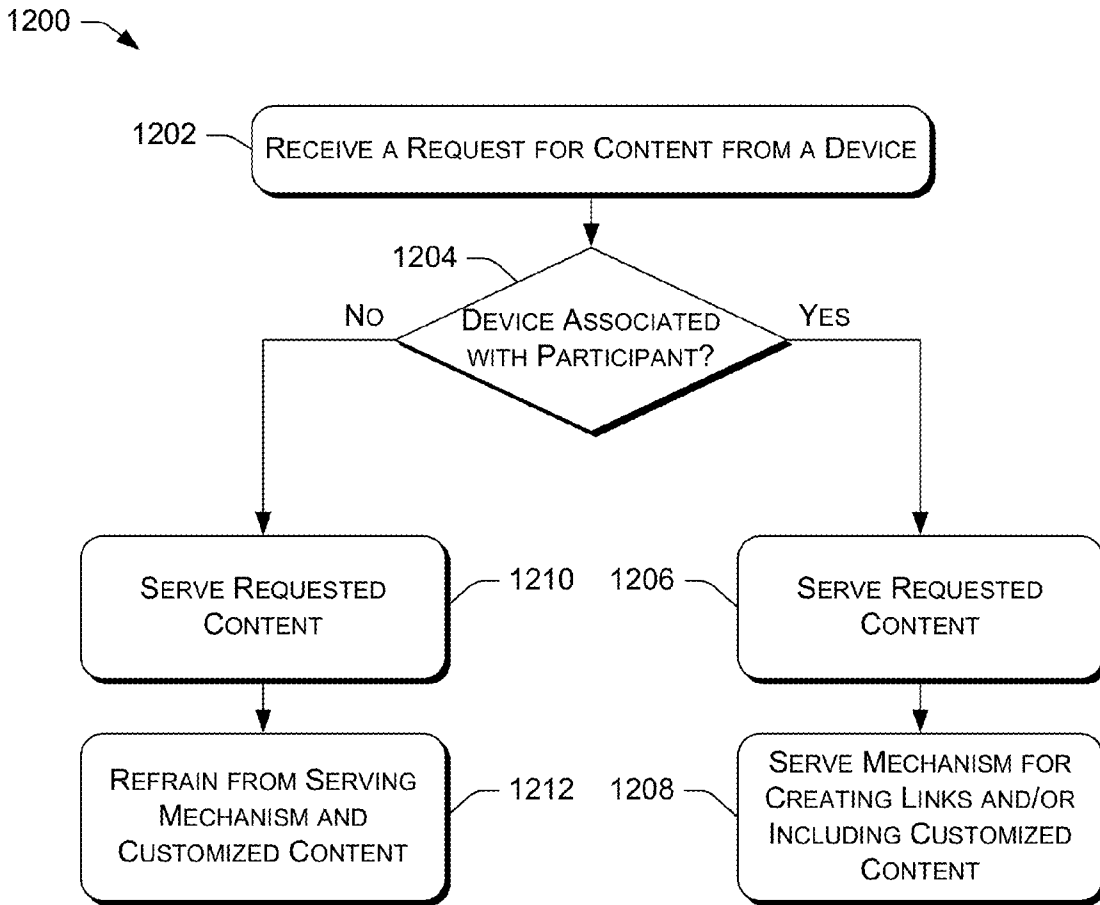 1200
1202
RECEIVE A REQUEST FOR CONTENT FROM A DEVICE
1204
NO
DEVICE ASSOCIATED
WITH PARTICIPANT?
YES
SERVE REQUESTED
CONTENT
1210
1206
SERVE REQUESTED
CONTENT
REFRAIN FROM SERVING
MECHANISM AND
CUSTOMIZED CONTENT
1212
1208
SERVE MECHANISM FOR
CREATING LINKS AND/OR
INCLUDING CUSTOMIZED
CONTENT